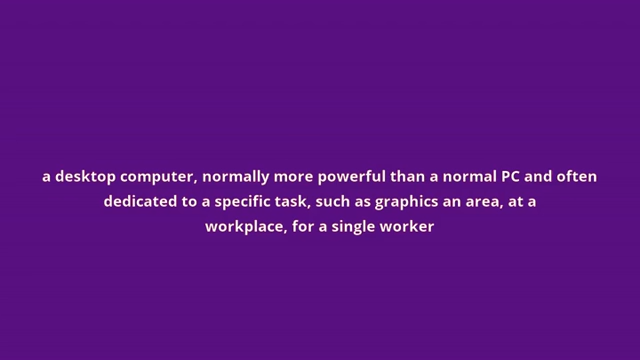 a desktop computer, normally more powerful than a normal PC and often
dedicated to a specific task, such as graphics an area, at a
workplace, for a single worker